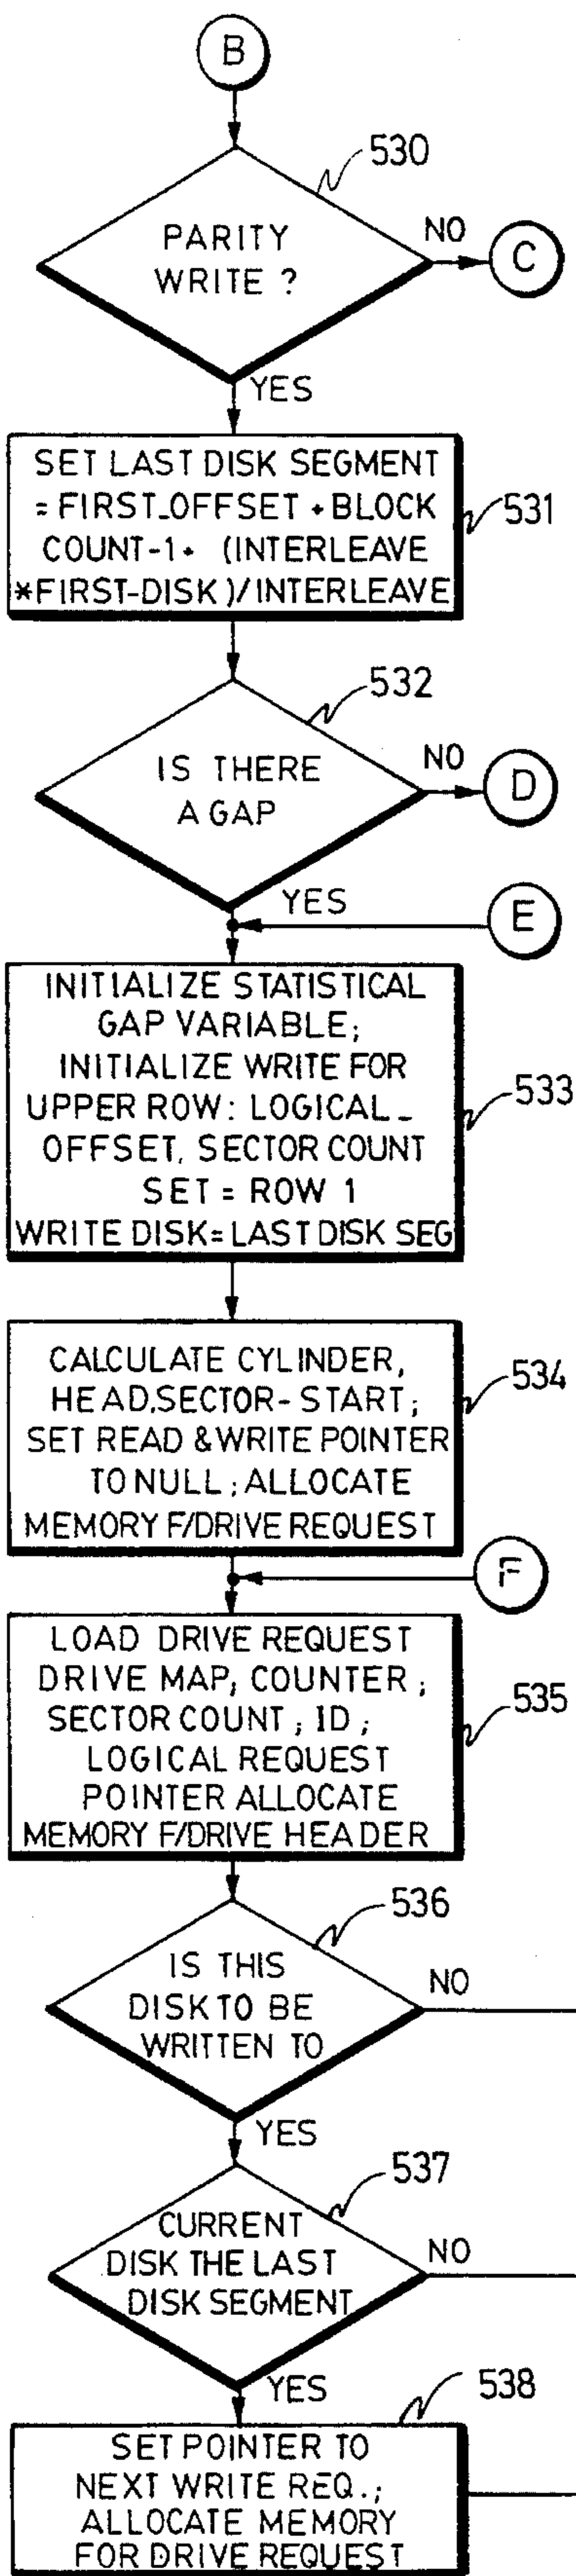 B
530
PARITY
WRITE ?
NO
C
YES
SET LAST DISK SEGMENT
= FIRST_OFFSET + BLOCK
COUNT-1+ (INTERLEAVE
*FIRST-DISK)/INTERLEAVE
531
532
IS THERE
A GAP
NO
D
YES
E
INITIALIZE STATISTICAL
GAP VARIABLE;
INITIALIZE WRITE FOR
UPPER ROW: LOGICAL_
OFFSET, SECTOR COUNT
SET = ROW 1
WRITE DISK=LAST DISK SEG
533
CALCULATE CYLINDER,
HEAD,SECTOR-START;
SET READ & WRITE POINTER
TO NULL; ALLOCATE
MEMORY F/DRIVE REQUEST
534
F
LOAD DRIVE REQUEST
DRIVE MAP; COUNTER;
SECTOR COUNT; ID;
LOGICAL REQUEST
POINTER ALLOCATE
MEMORY F/DRIVE HEADER
535
536
IS THIS
DISK TO BE
WRITTEN TO
NO
YES
537
CURRENT
DISK THE LAST
DISK SEGMENT
NO
YES
538
SET POINTER TO
NEXT WRITE REQ.;
ALLOCATE MEMORY
FOR DRIVE REQUEST